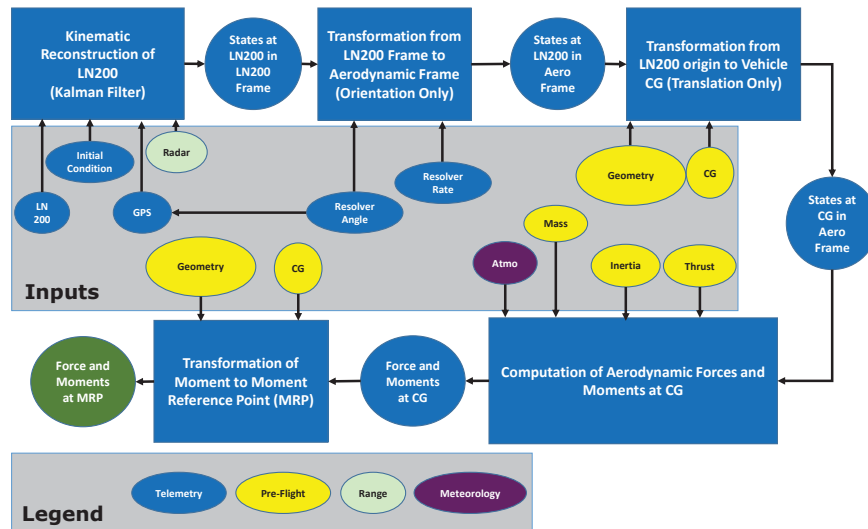 Kinematic
Reconstruction of
LN200
(Kalman Filter)
States at
LN200 in
LN200
Frame
Transformation from
LN200 Frame to
Aerodynamic Frame
(Orientation Only)
States at
LN200 in
Aero
Frame
Transformation from
LN200 origin to Vehicle
CG (Translation Only)
Initial
Condition
Radar
LN
200
GPS
Resolver
Angle
Resolver
Rate
Geometry
CG
States at
CG in
Aero
Frame
Mass
Geometry
CG
Atmo
Inertia
Thrust
Inputs
Force and
Moments
at MRP
Transformation of
Moment to Moment
Reference Point (MRP)
Force and
Moments
at CG
Computation of Aerodynamic Forces and
Moments at CG
Legend
Telemetry
Pre-Flight
Range
Meteorology